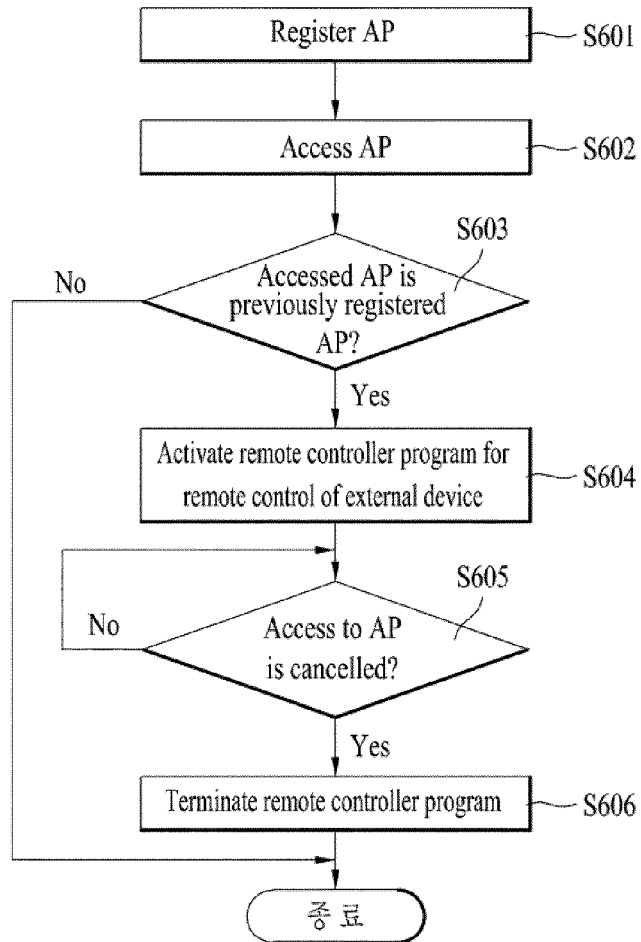 Register AP
S601
Access AP
S602
S603
No
Accessed AP is
previously registered
AP?
Yes
Activate remote controller program for
remote control of external device
S604
S605
No
Access to AP
is cancelled?
Yes
Terminate remote controller program
S606
종료